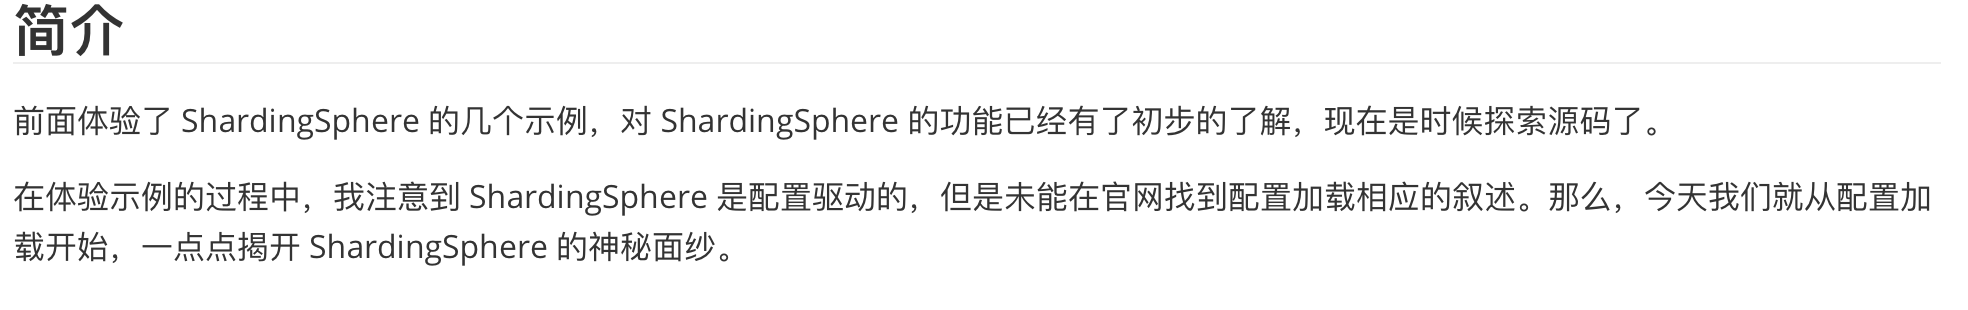 简介
前面体验了 ShardingSphere 的几个示例，对 ShardingSphere 的功能已经有了初步的了解，现在是时候探索源码了。
在体验示例的过程中，我注意到 ShardingSphere 是配置驱动的，但是未能在官网找到配置加载相应的叙述。那么，今天我们就从配置加
载开始，一点点揭开 ShardingSphere 的神秘面纱。